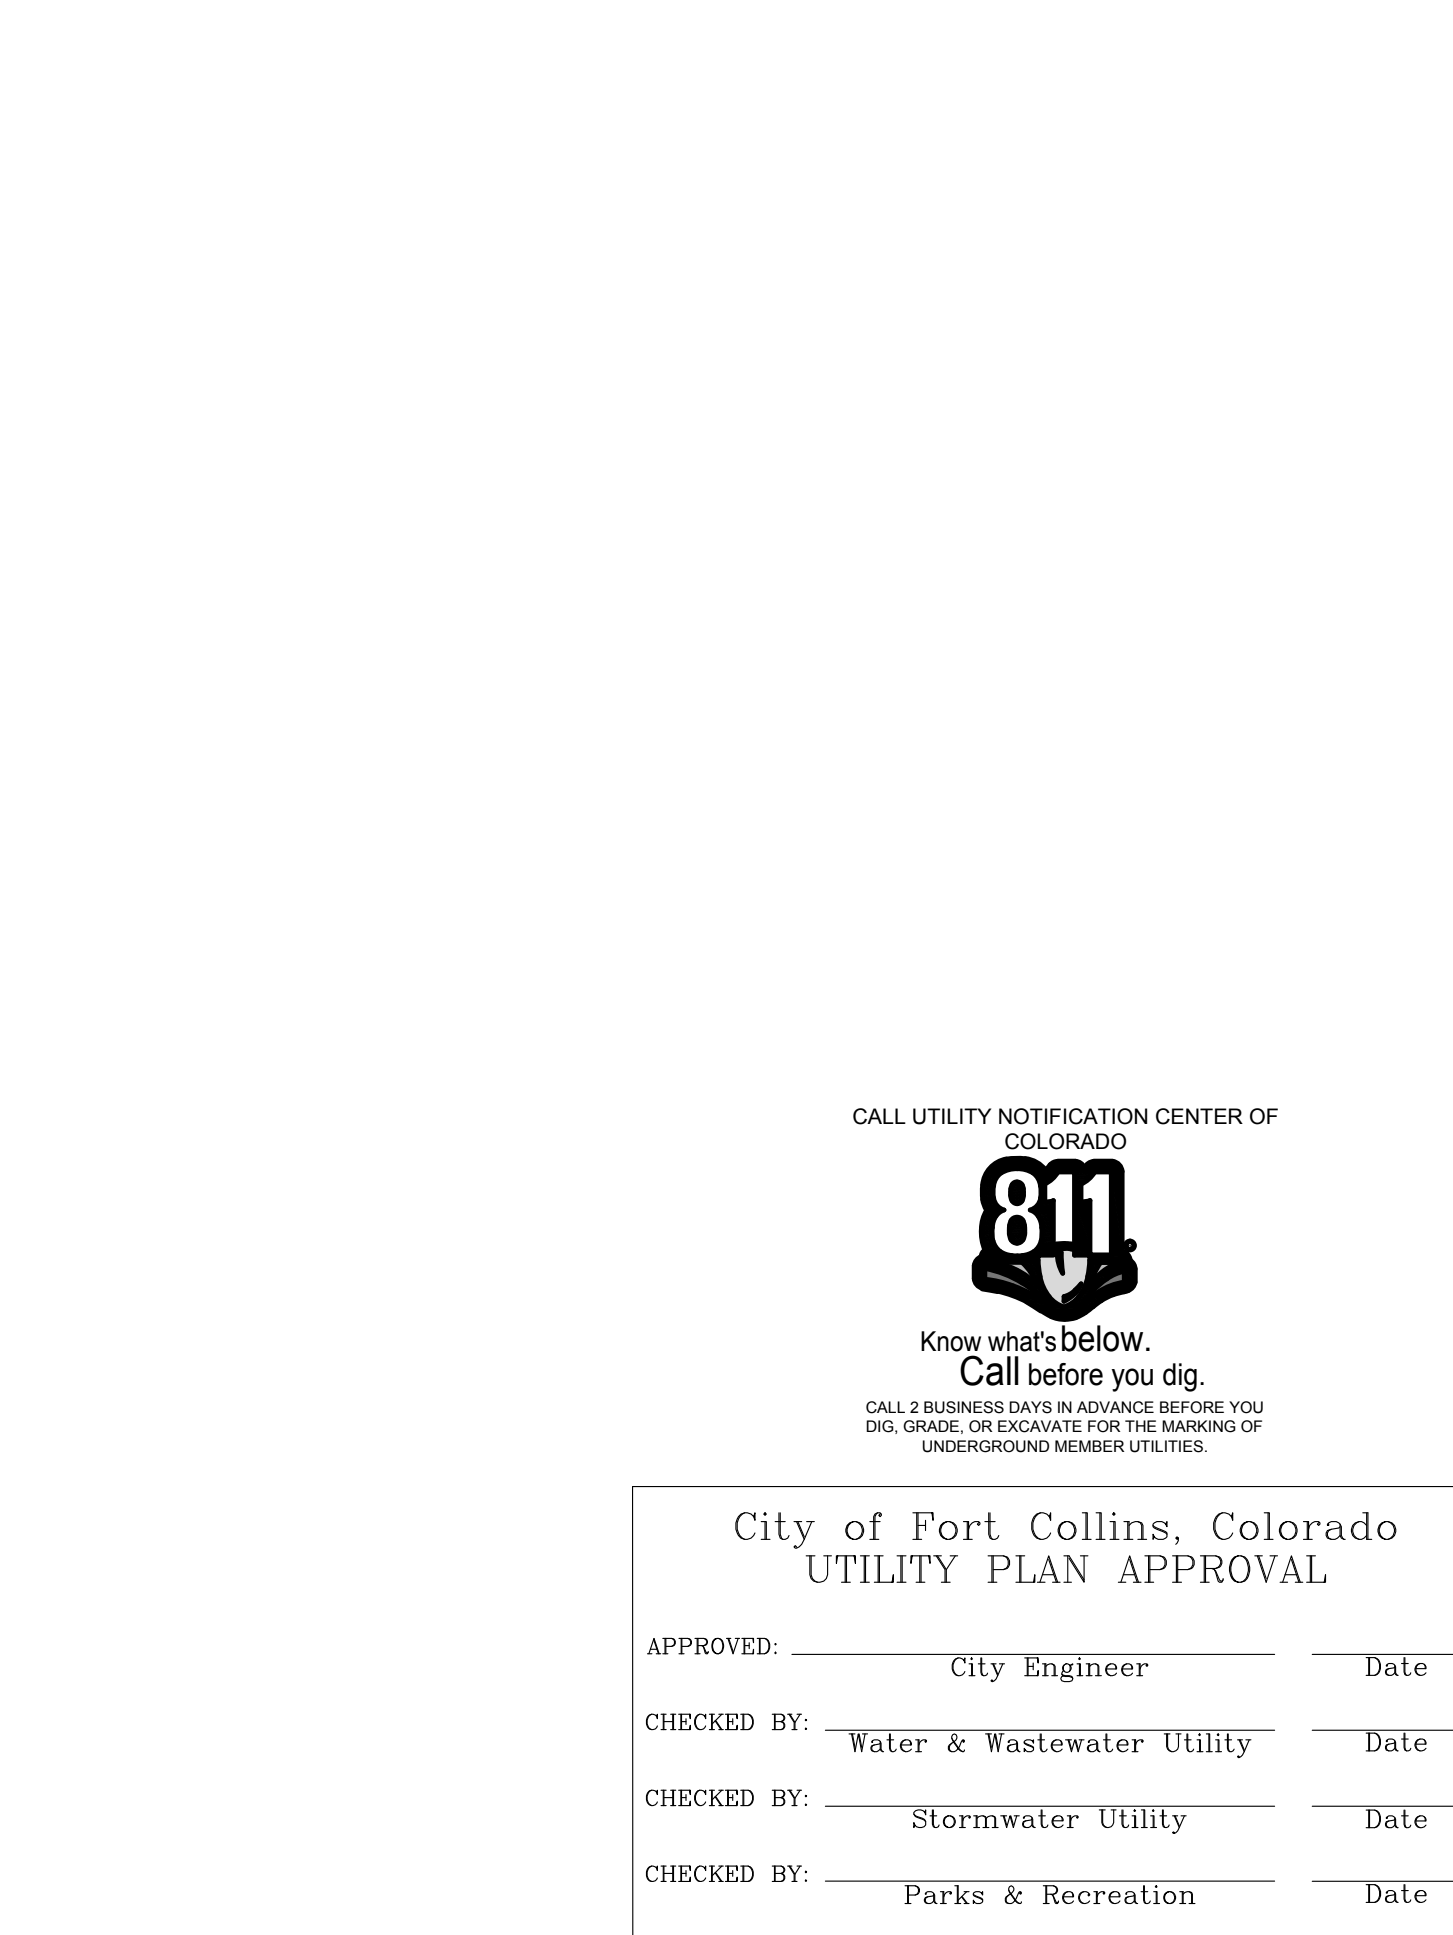 CALL UTILITY NOTIFICATION CENTER OF
COLORADO
811
Know what's below.
Call before you dig.
CALL 2 BUSINESS DAYS IN ADVANCE BEFORE YOU
DIG, GRADE, OR EXCAVATE FOR THE MARKING OF
UNDERGROUND MEMBER UTILITIES.
City of Fort Collins, Colorado
UTILITY PLAN APPROVAL
APPROVED:
City Engineer Date
CHECKED BY:
Water & Wastewater Utility Date
CHECKED BY:
Stormwater Utility Date
CHECKED BY:
Parks & Recreation Date